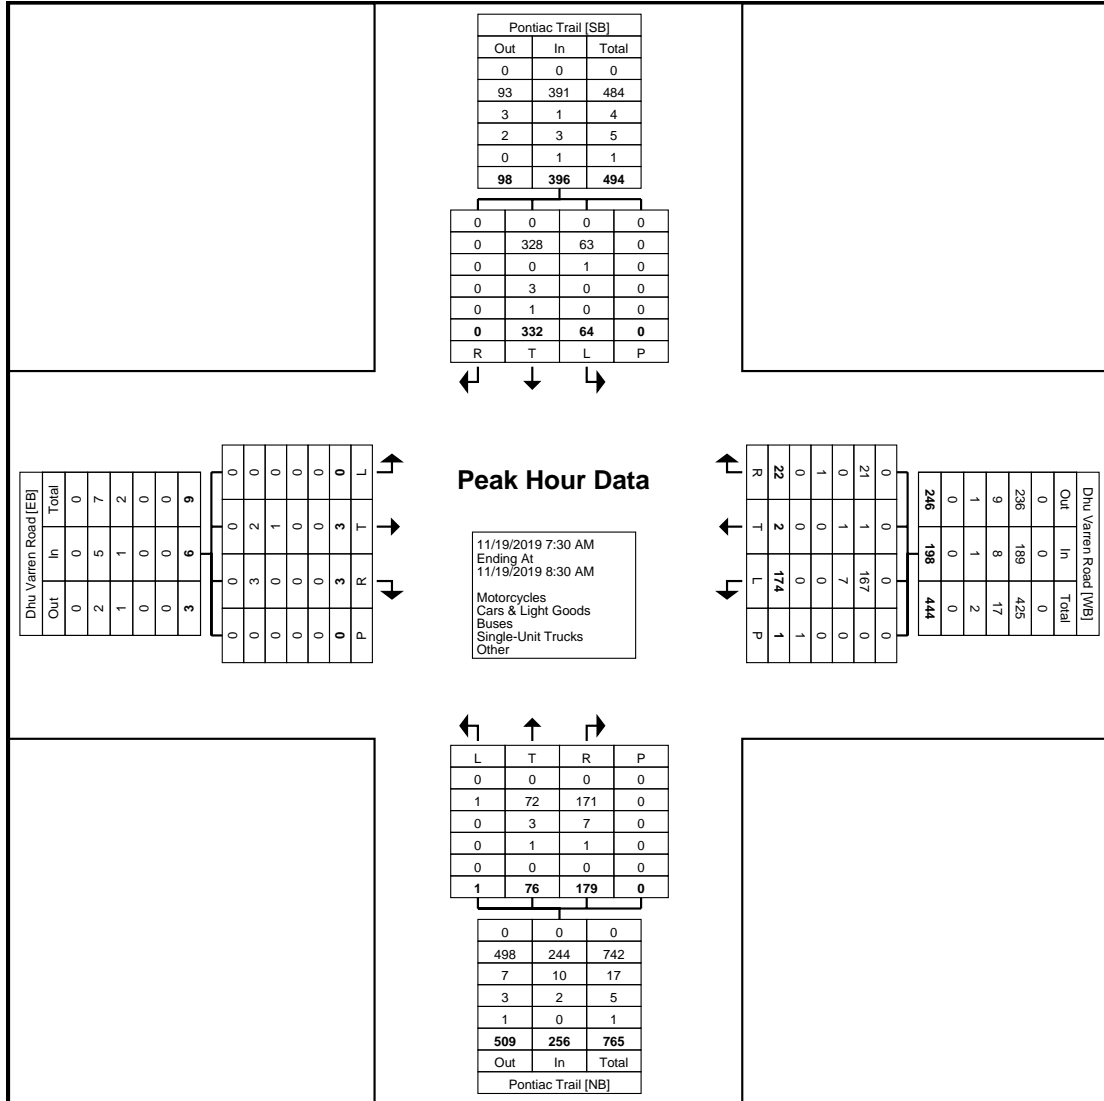 Pontiac Trail [SB]
Out In Total
0 0 0
93 391 484
3 1 4
2 3 5
0 1 1
98 396 494
0 0 0 0
0 328 63 0
0 0 1 0
0 3 0 0
0 1 0 0
0 332 64 0
R T L P
Dhu Varren Road [EB]
Total 0 7 2 0 0 9
In 0 5 1 0 0 6
Out 0 2 1 0 0 3
0 0 0 0 0 0 L
0 2 1 0 0 3 T
0 3 0 0 0 3 R
0 0 0 0 0 0 P
Peak Hour Data
11/19/2019 7:30 AM
Ending At
11/19/2019 8:30 AM
Motorcycles
Cars & Light Goods
Buses
Single-Unit Trucks
Other
R 22 0 1 0 21 0
T 2 0 0 1 1 0
L 174 0 0 7 167 0
P 1 1 0 0 0 0
246 0 1 9 236 0 Out
198 0 1 8 189 0 In
444 0 2 17 425 0 Total
Dhu Varren Road [WB]
L T R P
0 0 0 0
1 72 171 0
0 3 7 0
0 1 1 0
0 0 0 0
1 76 179 0
0 0 0
498 244 742
7 10 17
3 2 5
1 0 1
509 256 765
Out In Total
Pontiac Trail [NB]